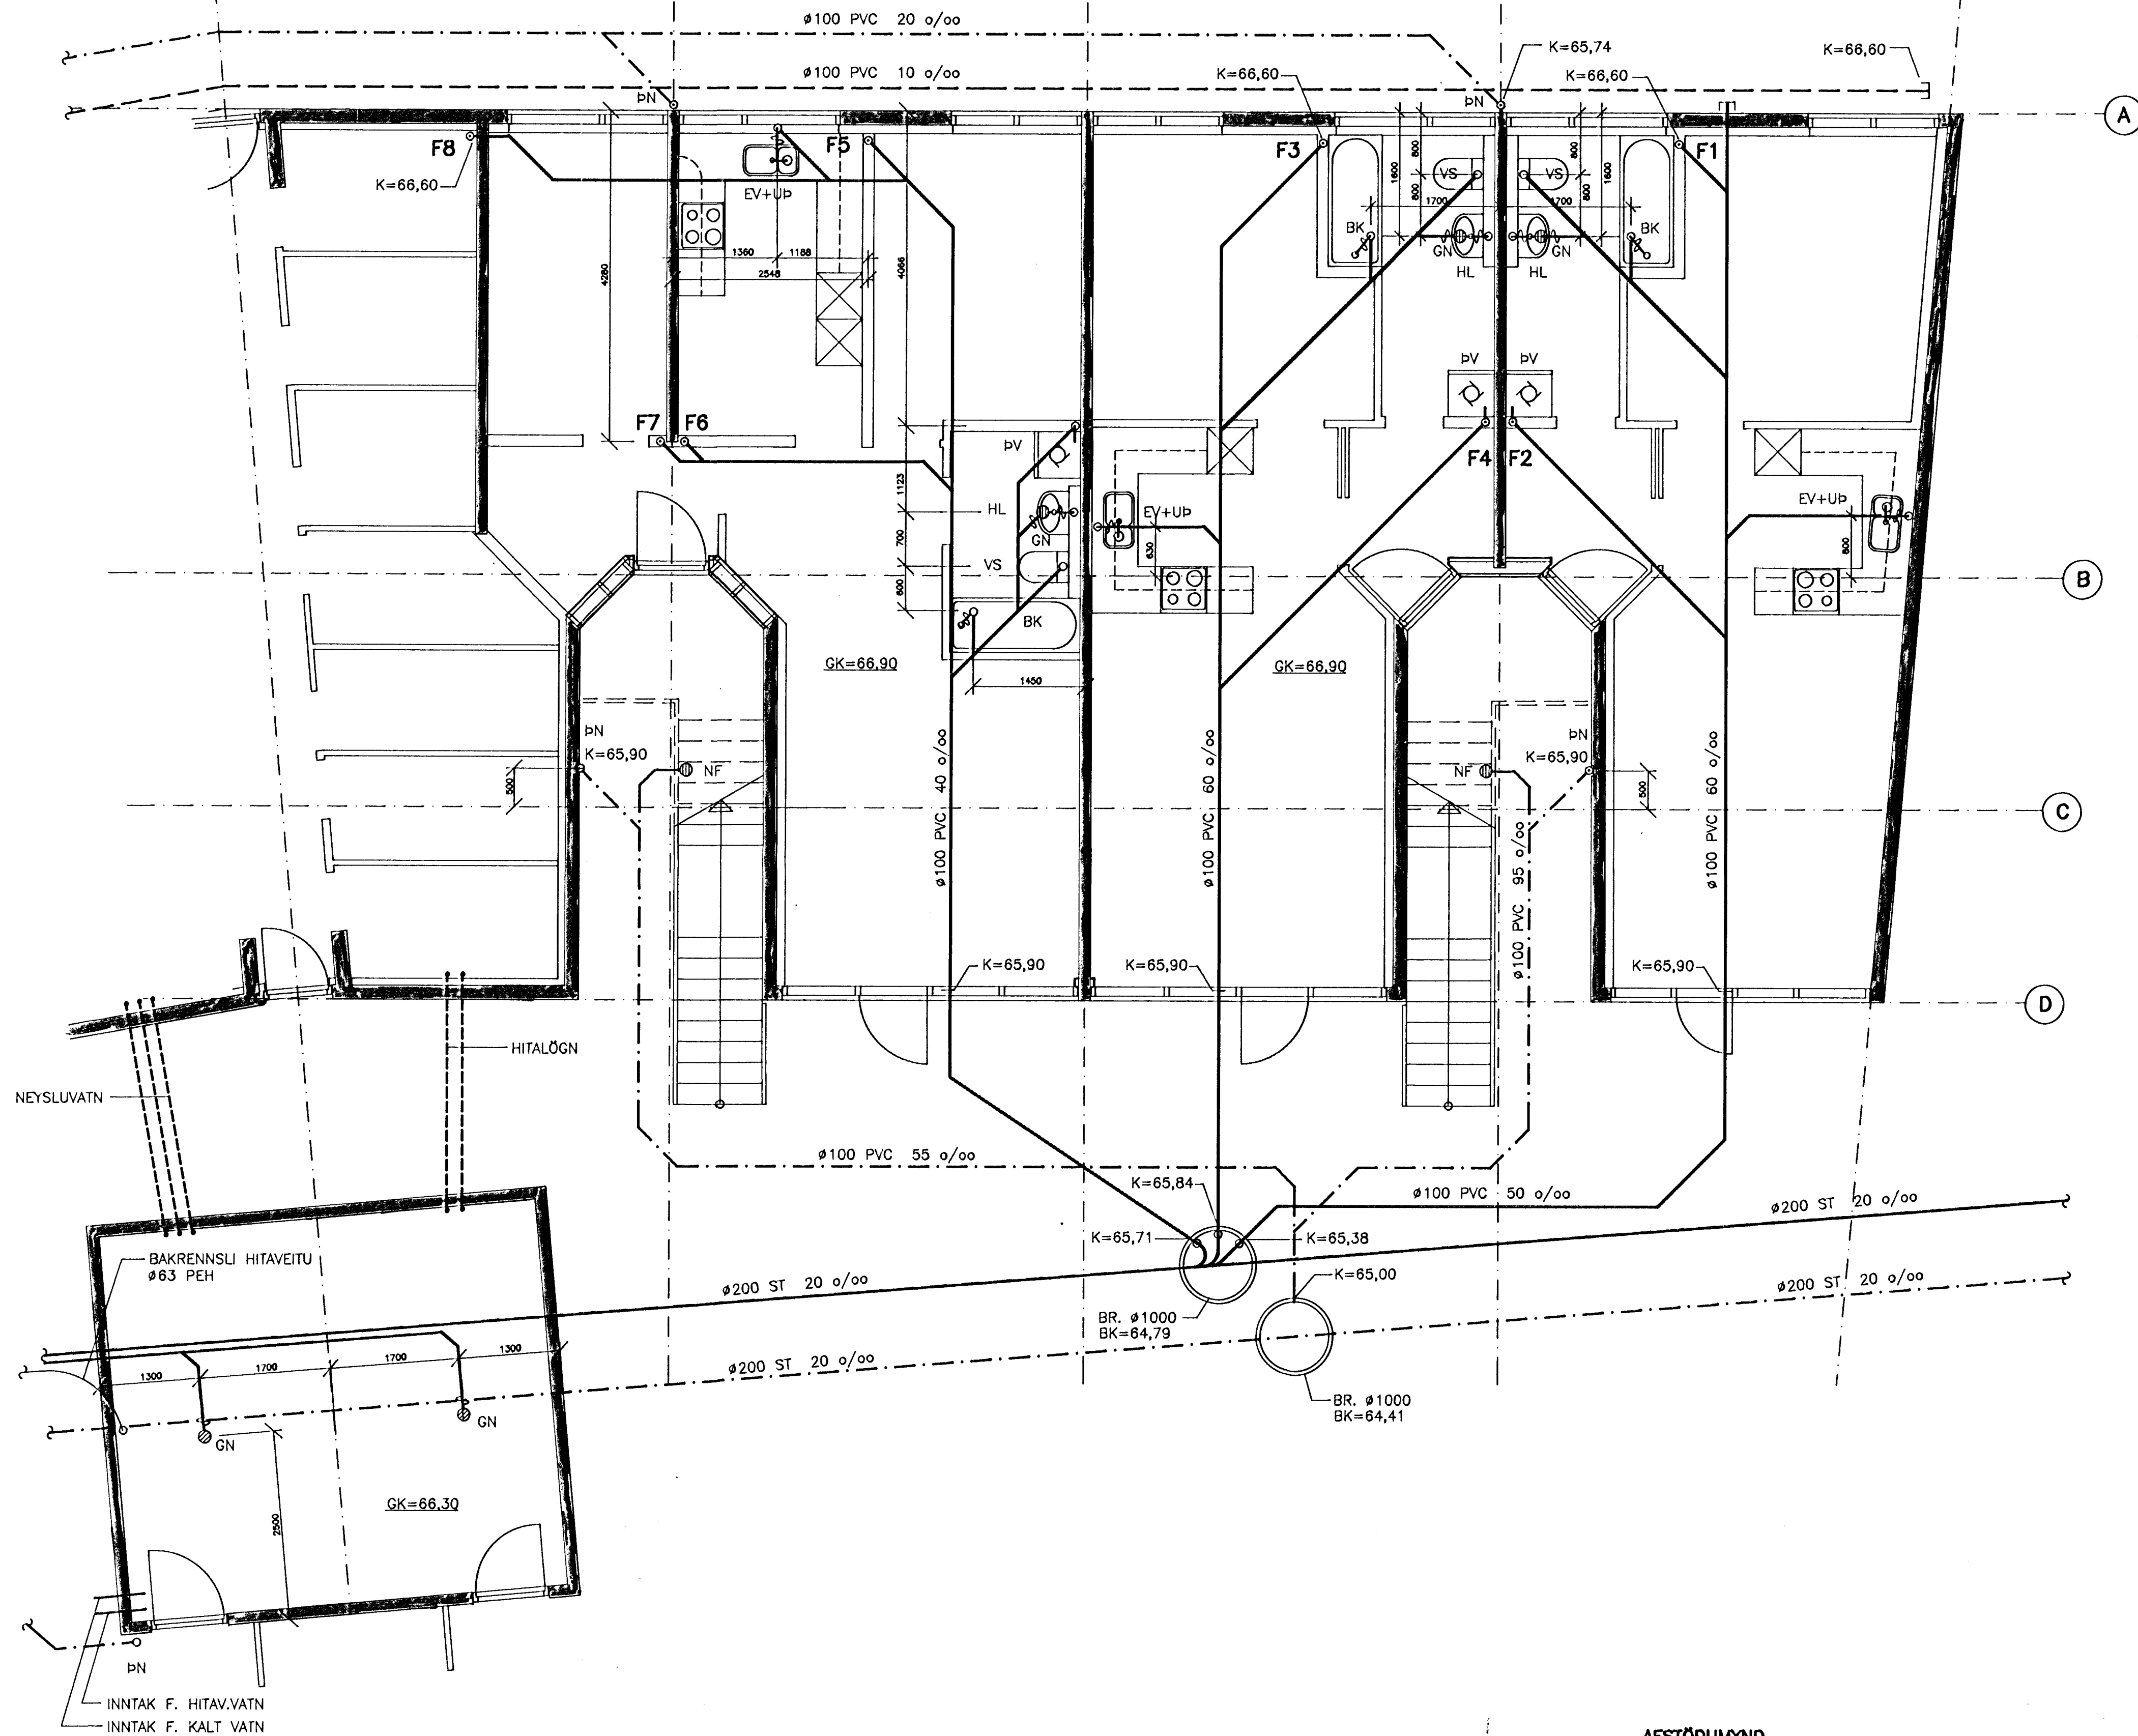 ø100 PVC 20 o/oo
K=65,74
K=66,60
ø100 PVC 10 o/oo
K=66,60
K=66,60
ÞN
ÞN
A
F8
F5
F3
F1
K=66,60
EV+UÞ
VS
VS
800
1600
800
800
1600
800
1700
1700
BK
BK
GN
GN
HL
HL
1360
1188
2548
4280
4066
F7
F6
ÞV
ÞV
ÞV
F4
F2
1123
HL
EV+UÞ
EV+UÞ
GN
700
630
800
VS
600
B
BK
GK=66,90
GK=66,90
1450
ÞN
K=65,90
NF
ÞN
K=65,90
NF
500
500
C
ø100 PVC 40 o/oo
ø100 PVC 60 o/oo
ø100 PVC 95 o/oo
ø100 PVC 60 o/oo
K=65,90
K=65,90
K=65,90
D
HITALÖGN
NEYSLUVATN
ø100 PVC 55 o/oo
K=65,84
ø100 PVC 50 o/oo
ø200 ST 20 o/oo
K=65,71
K=65,38
BAKRENNSLI HITAVEITU
ø63 PEH
ø200 ST 20 o/oo
K=65,00
ø200 ST 20 o/oo
BR. ø1000
BK=64,79
ø200 ST 20 o/oo
1300
1700
1700
1300
BR. ø1000
BK=64,41
GN
GN
GK=66,30
2500
ÞN
INNTAK F. HITAV.VATN
INNTAK F. KALT VATN
AFSTÖÐUMYND